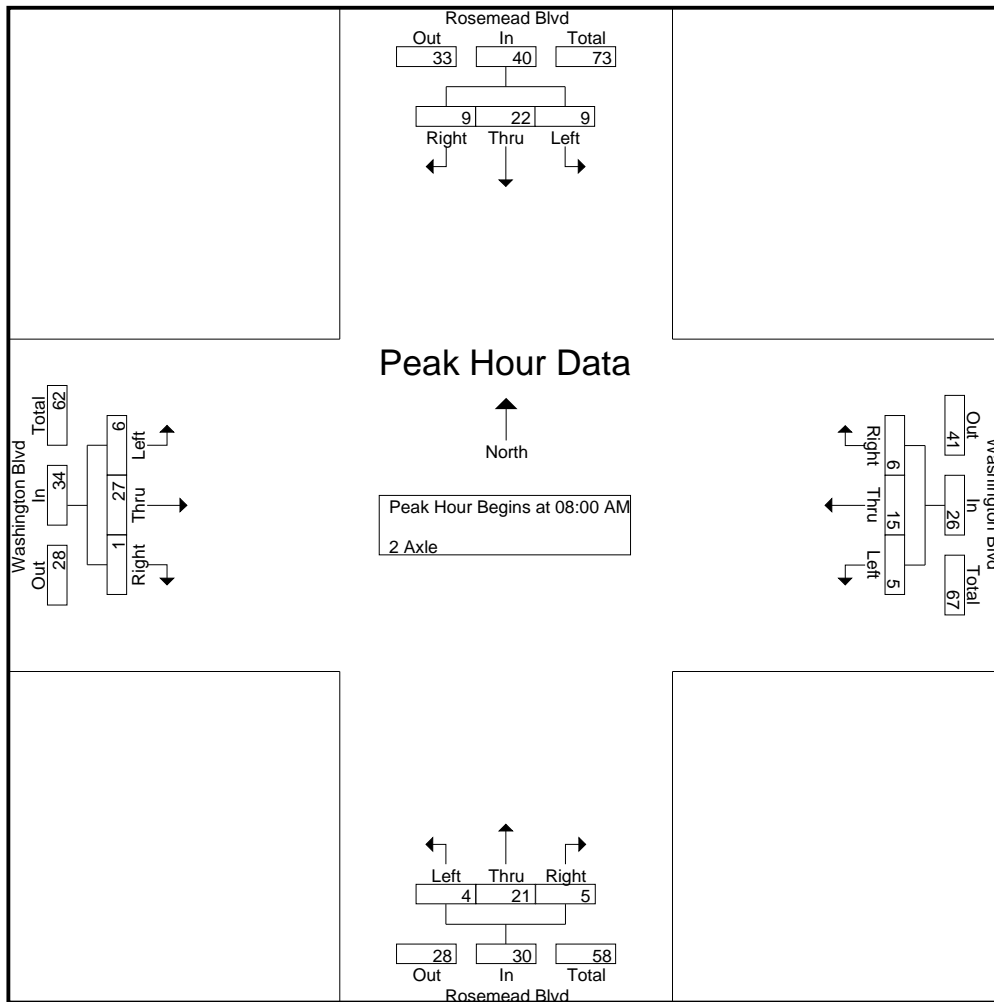 Rosemead Blvd
Out In Total
33 40 73
9 22 9
Right Thru Left
Peak Hour Data
North
Peak Hour Begins at 08:00 AM
2 Axle
Washington Blvd
Total In Out
62 34 28
6 27 1
Left Thru Right
Washington Blvd
Out In Total
41 26 67
6 15 5
Right Thru Left
Left Thru Right
4 21 5
28 30 58
Out In Total
Rosemead Blvd